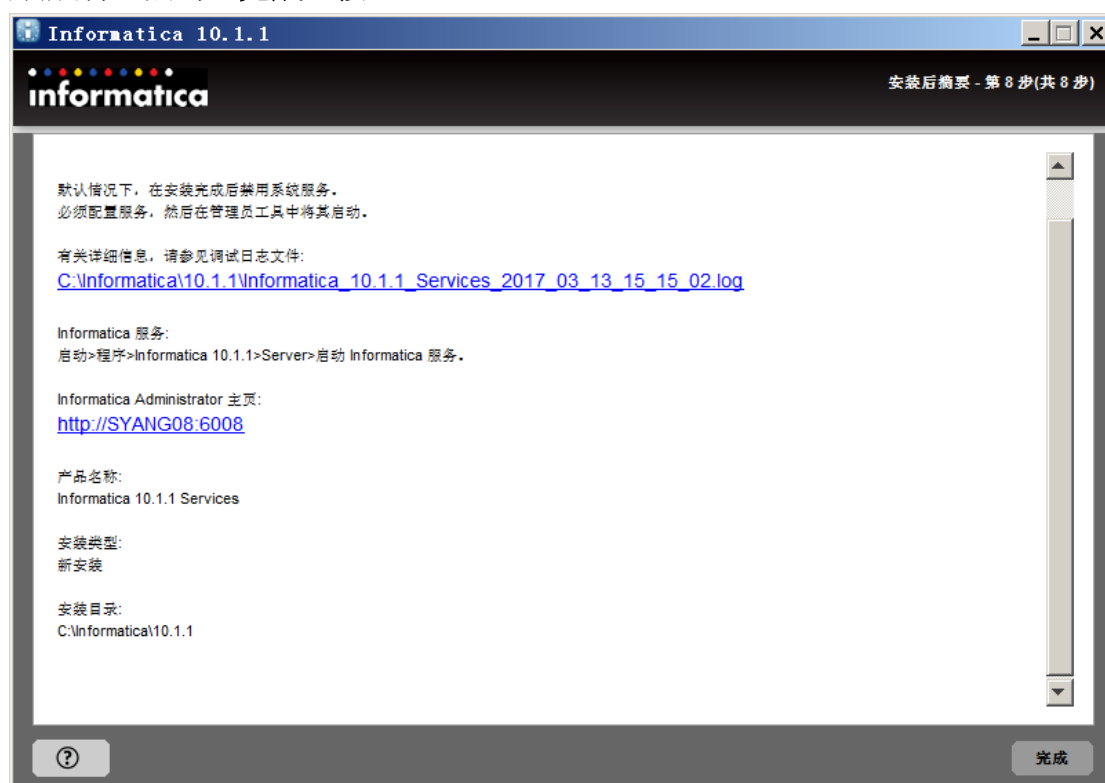 Informatica 10.1.1
informatica
安装后摘要 - 第 8 步(共 8 步)
默认情况下，在安装完成后禁用系统服务。
必须配置服务，然后在管理员工具中将其启动。
有关详细信息，请参见调试日志文件:
C:\Informatica\10.1.1\Informatica_10.1.1_Services_2017_03_13_15_15_02.log
Informatica 服务:
启动>程序>Informatica 10.1.1>Server>启动 Informatica 服务。
Informatica Administrator 主页:
http://SYANG08:6008
产品名称:
Informatica 10.1.1 Services
安装类型:
新安装
安装目录:
C:\Informatica\10.1.1
完成